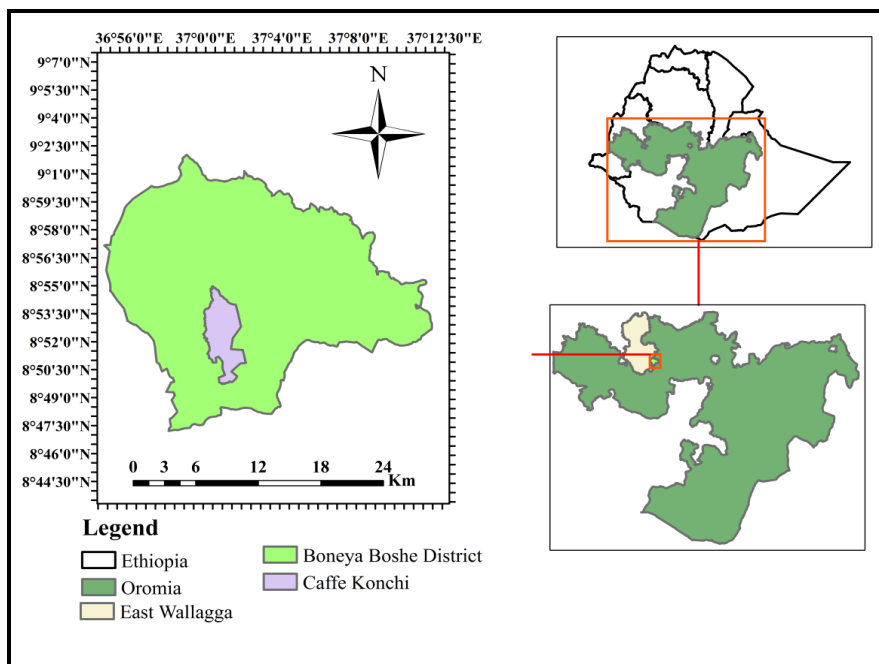 36°56'0"E 37°0'0"E 37°4'0"E 37°8'0"E 37°12'30"E
9°7'0"N
9°5'30"N
9°4'0"N
9°2'30"N
9°1'0"N
8°59'30"N
8°58'0"N
8°56'30"N
8°55'0"N
8°53'30"N
8°52'0"N
8°50'30"N
8°49'0"N
8°47'30"N
8°46'0"N
8°44'30"N
N
0 3 6 12 18 24
Km
Legend
Ethiopia
Oromia
East Wallagga
Boneya Boshe District
Caffe Konchi